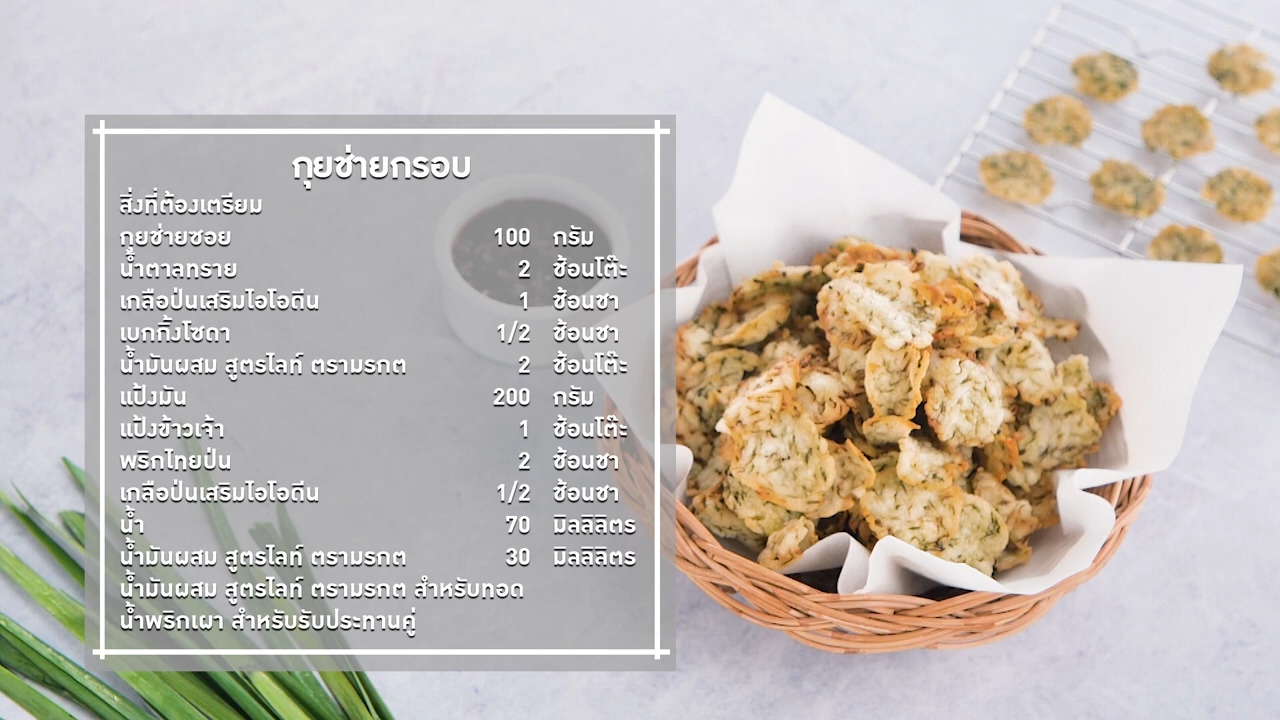 กุยช่ายกรอบ
สิ่งที่ต้องเตรียม
กุยช่ายซอย 100 กรัม
น้ำตาลทราย 2 ช้อนโต๊ะ
เกลือป่นเสริมไอโอดีน 1 ช้อนชา
เบกกิ้งโซดา 1/2 ช้อนชา
น้ำมันผสม สูตรไลท์ ตรามรกต 2 ช้อนโต๊ะ
แป้งมัน 200 กรัม
แป้งข้าวเจ้า 1 ช้อนโต๊ะ
พริกไทยป่น 2 ช้อนชา
เกลือป่นเสริมไอโอดีน 1/2 ช้อนชา
น้ำ 70 มิลลิลิตร
น้ำมันผสม สูตรไลท์ ตรามรกต 30 มิลลิลิตร
น้ำมันผสม สูตรไลท์ ตรามรกต สำหรับทอด
น้ำพริกเผา สำหรับรับประทานคู่